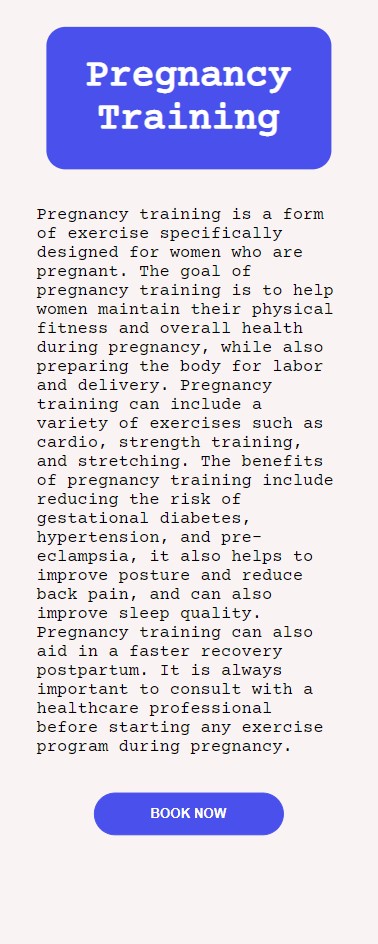 Pregnancy
Training
Pregnancy training is a form
of exercise specifically
designed for women who are
pregnant. The goal of
pregnancy training is to help
women maintain their physical
fitness and overall health
during pregnancy, while also
preparing the body for labor
and delivery. Pregnancy
training can include a
variety of exercises such as
cardio, strength training,
and stretching. The benefits
of pregnancy training include
reducing the risk of
gestational diabetes,
hypertension, and pre-
eclampsia, it also helps to
improve posture and reduce
back pain, and can also
improve sleep quality.
Pregnancy training can also
aid in a faster recovery
postpartum. It is always
important to consult with a
healthcare professional
before starting any exercise
program during pregnancy.
BOOK NOW